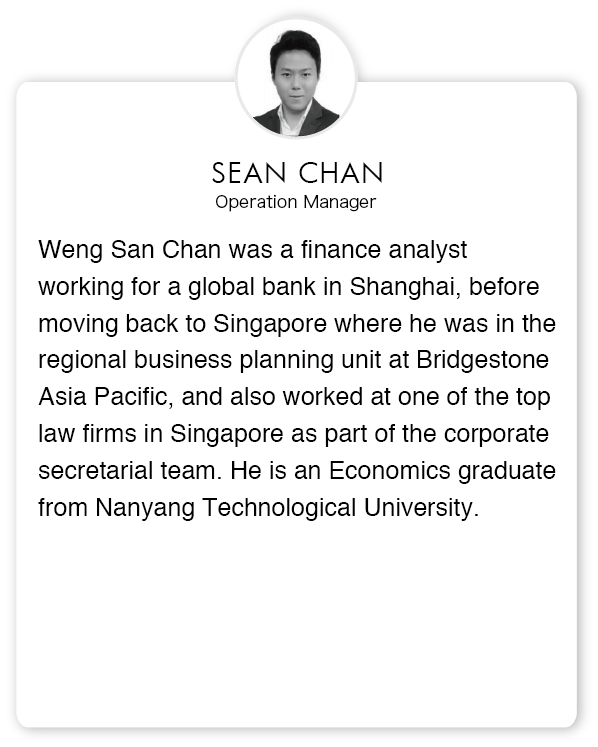 SEAN CHAN
Operation Manager
Weng San Chan was a finance analyst
working for a global bank in Shanghai, before
moving back to Singapore where he was in the
regional business planning unit at Bridgestone
Asia Pacific, and also worked at one of the top
law firms in Singapore as part of the corporate
secretarial team. He is an Economics graduate
from Nanyang Technological University.